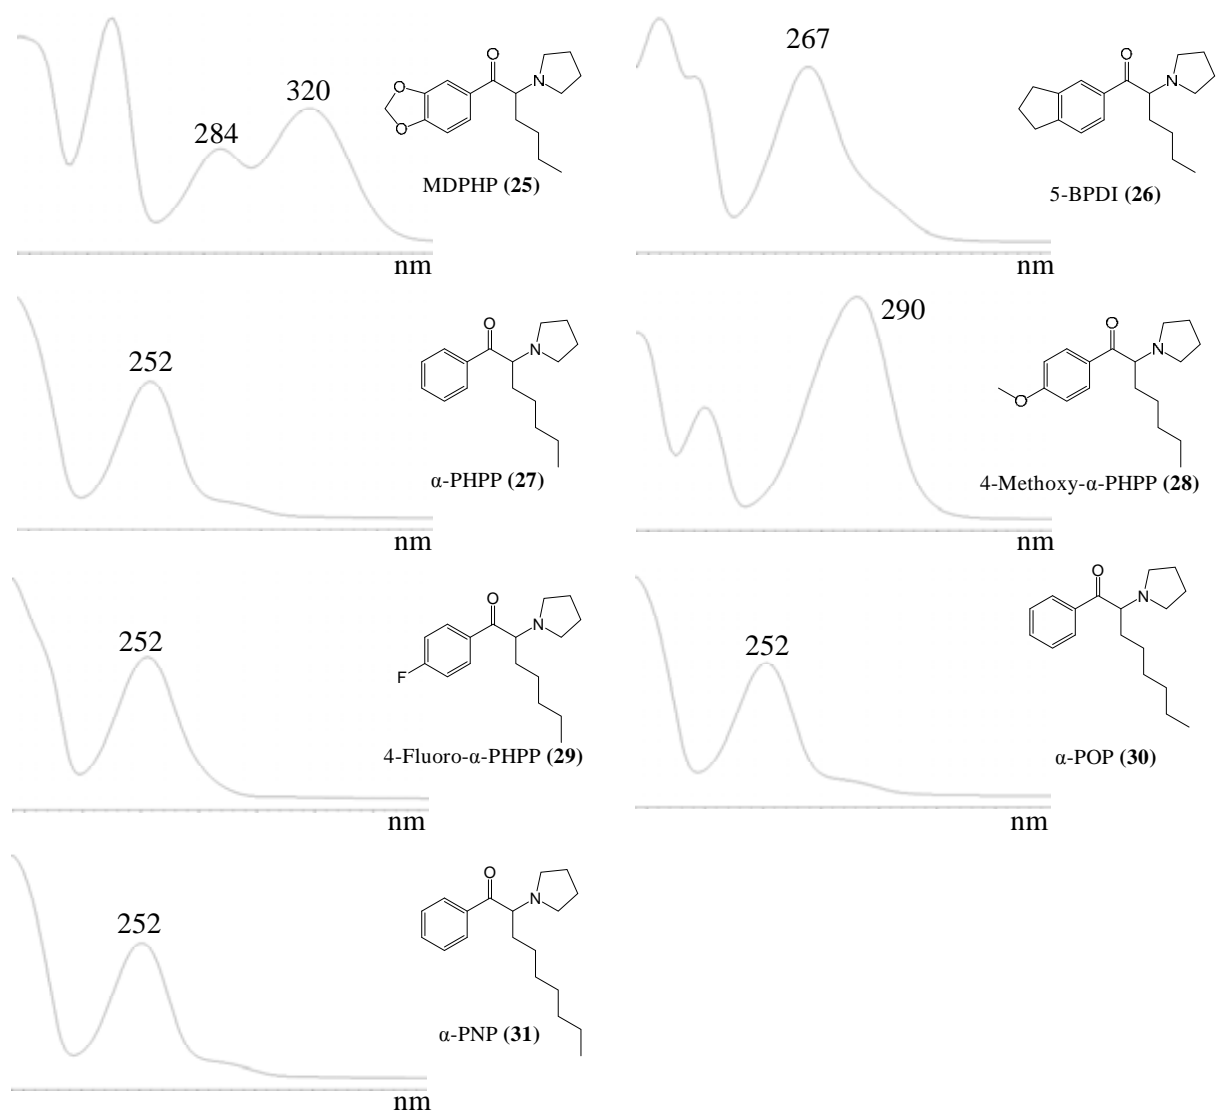 284
320
O
N
O
O
MDPHP (25)
nm
267
O
N
5-BPDI (26)
nm
252
O
N
α-PHPP (27)
nm
290
O
N
O
4-Methoxy-α-PHPP (28)
nm
252
O
N
F
4-Fluoro-α-PHPP (29)
nm
252
O
N
α-POP (30)
nm
252
O
N
α-PNP (31)
nm